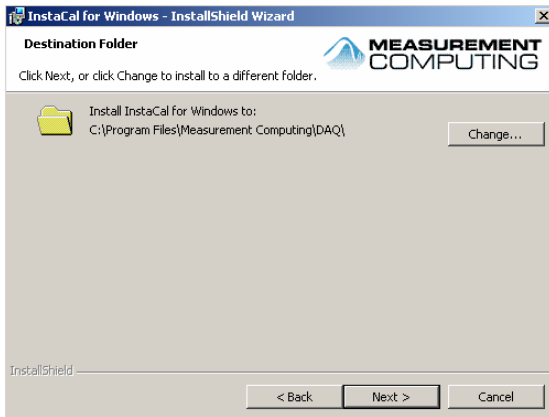 InstaCal for Windows - InstallShield Wizard
Destination Folder
Click Next, or click Change to install to a different folder.
MEASUREMENT
COMPUTING
Install InstaCal for Windows to:
C:\Program Files\Measurement Computing\DAQ\
Change...
InstallShield
< Back
Next >
Cancel